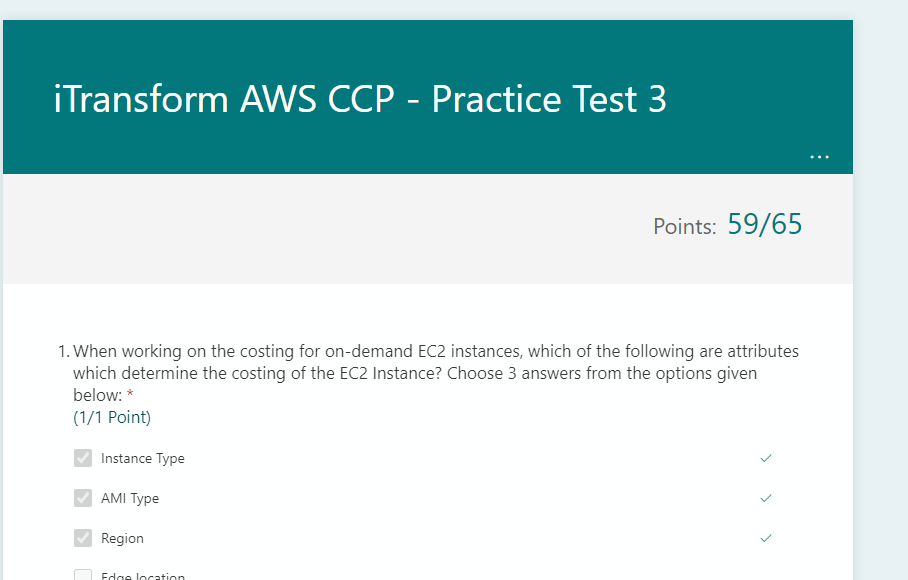 iTransform AWS CCP - Practice Test 3
...
Points: 59/65
1. When working on the costing for on-demand EC2 instances, which of the following are attributes
which determine the costing of the EC2 Instance? Choose 3 answers from the options given
below: *
(1/1 Point)
Instance Type
AMI Type
Region
Edge location